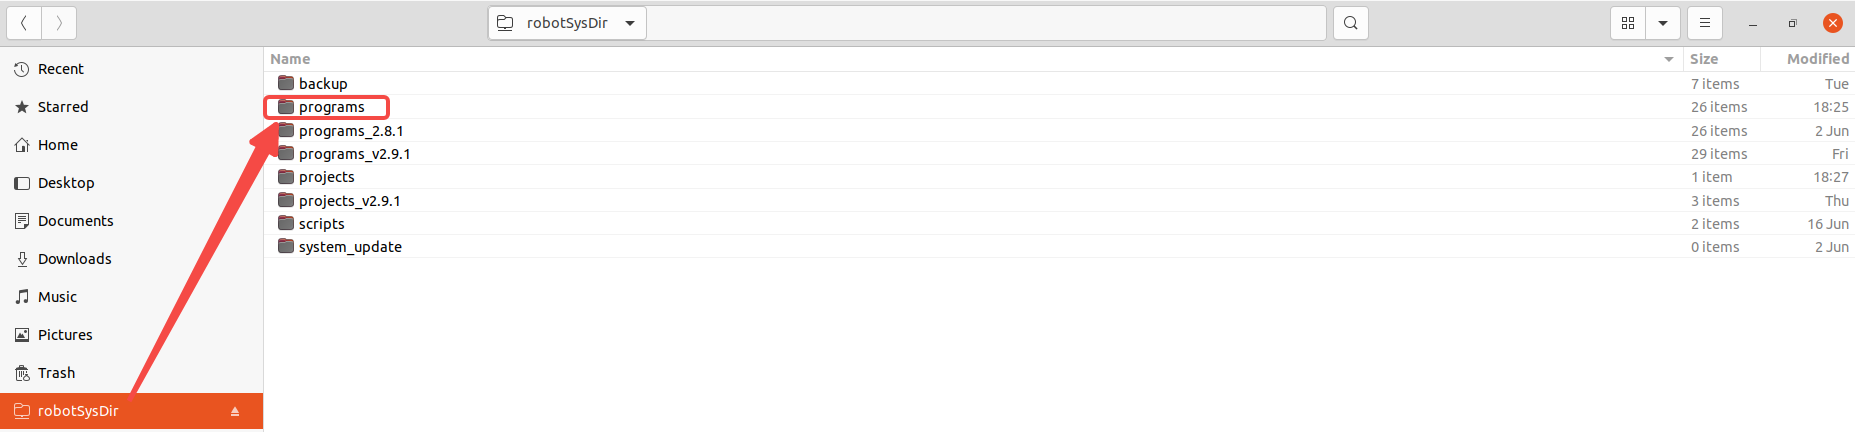 robotSysDir
Recent
Starred
Home
Desktop
Documents
Downloads
Music
Pictures
Trash
robotSysDir
Name Size Modified
backup 7 items Tue
programs 26 items 18:25
programs_2.8.1 26 items 2 Jun
programs_v2.9.1 29 items Fri
projects 1 item 18:27
projects_v2.9.1 3 items Thu
scripts 2 items 16 Jun
system_update 0 items 2 Jun